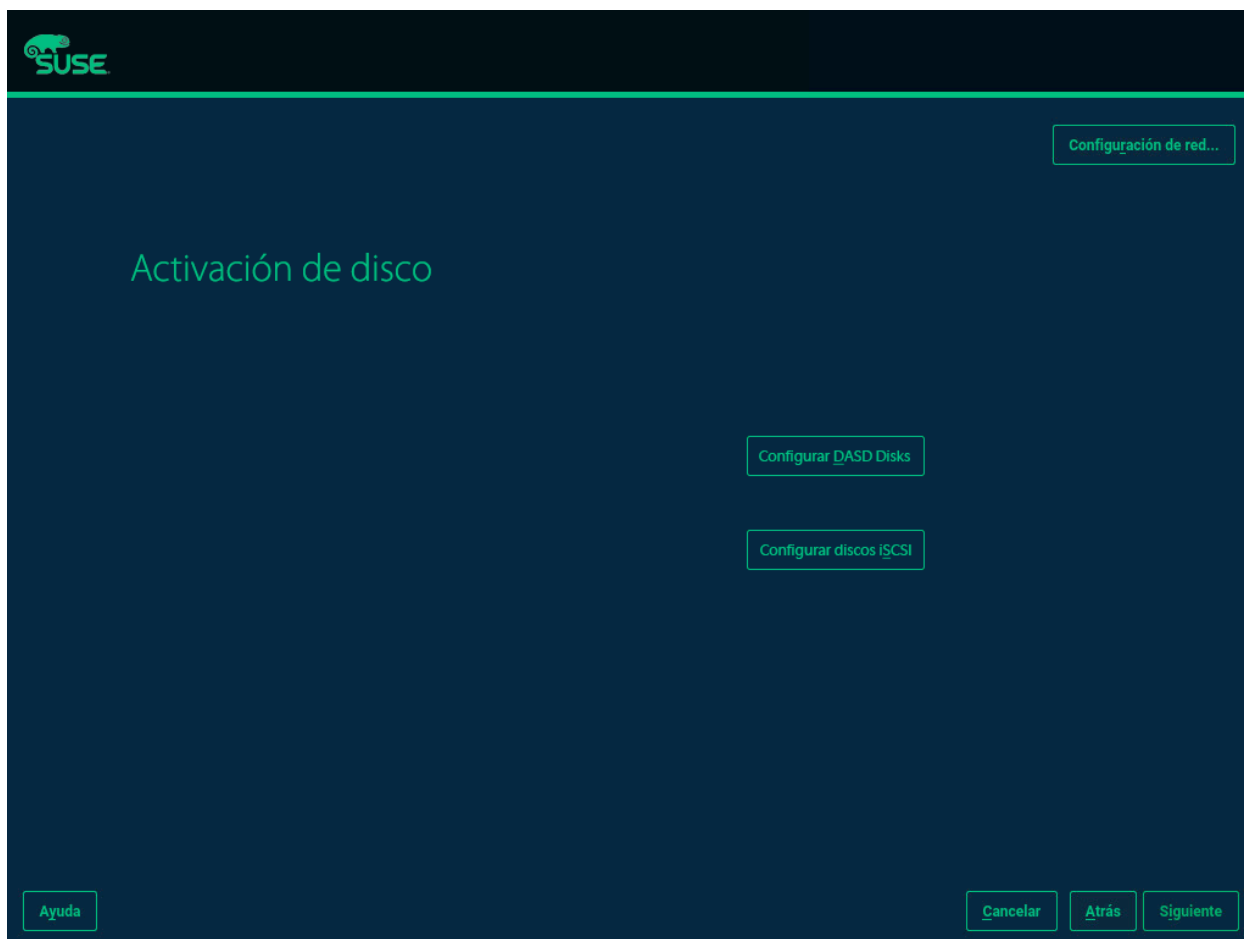 SUSE
Configuración de red...
Activación de disco
Configurar DASD Disks
Configurar discos iSCSI
Ayuda
Cancelar
Atrás
Siguiente